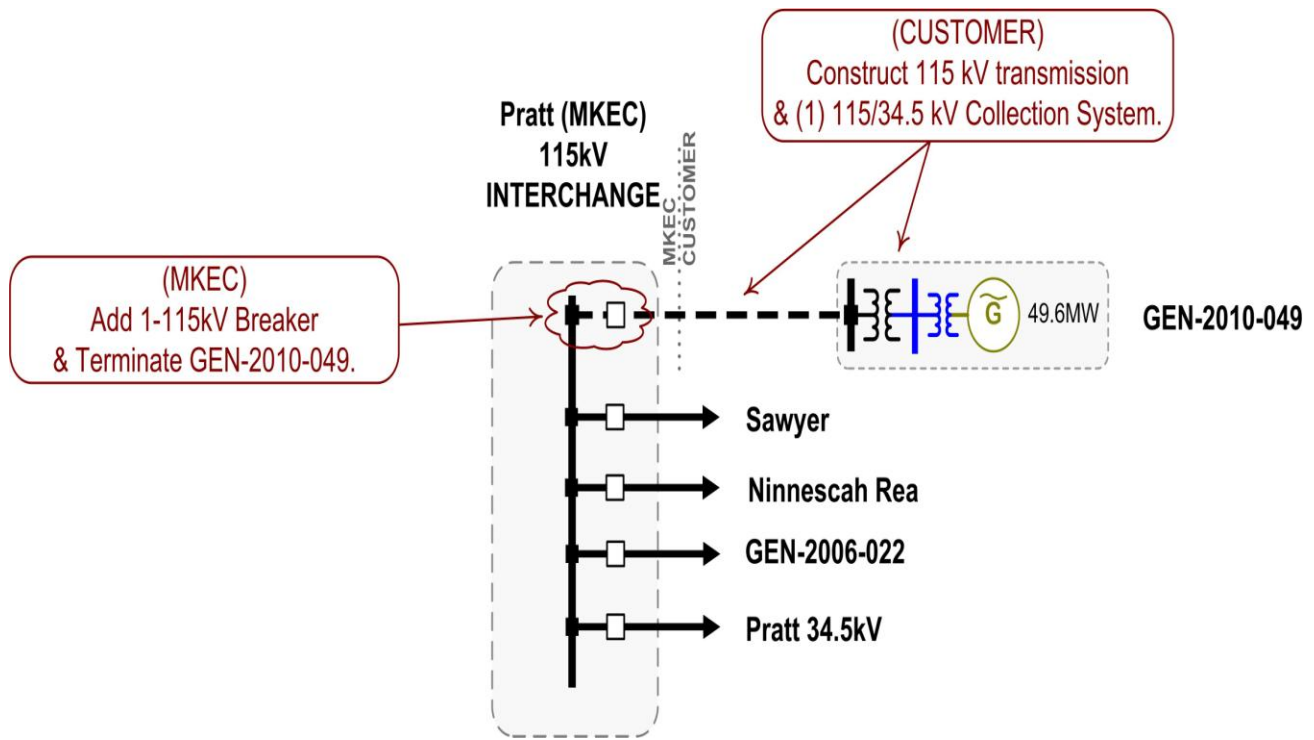 (CUSTOMER)
Construct 115 kV transmission
& (1) 115/34.5 kV Collection System.
Pratt (MKEC)
115kV
INTERCHANGE
MKEC
CUSTOMER
(MKEC)
Add 1-115kV Breaker
& Terminate GEN-2010-049.
G
49.6MW
GEN-2010-049
Sawyer
Ninnescah Rea
GEN-2006-022
Pratt 34.5kV